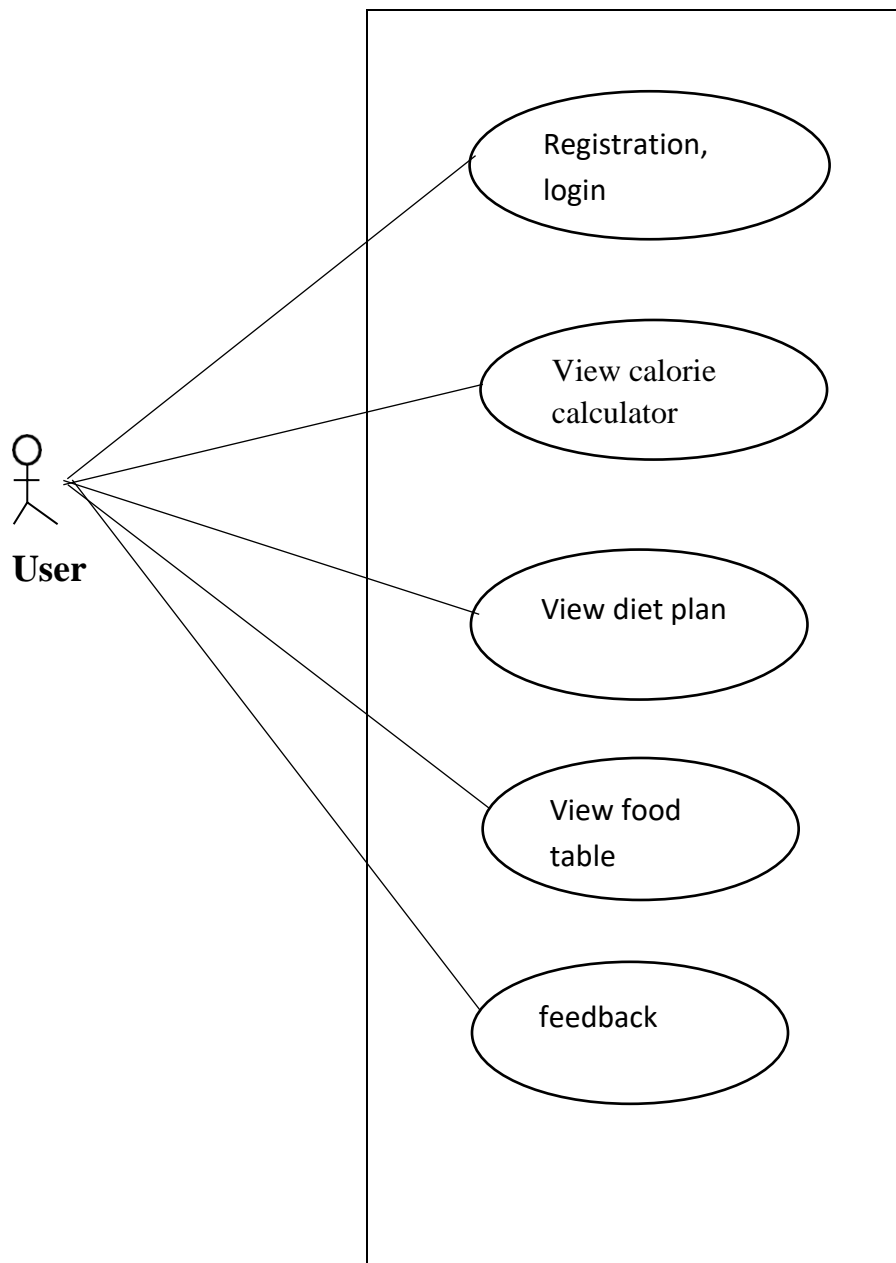 Registration,
login
View calorie
calculator
User
View diet plan
View food
table
feedback